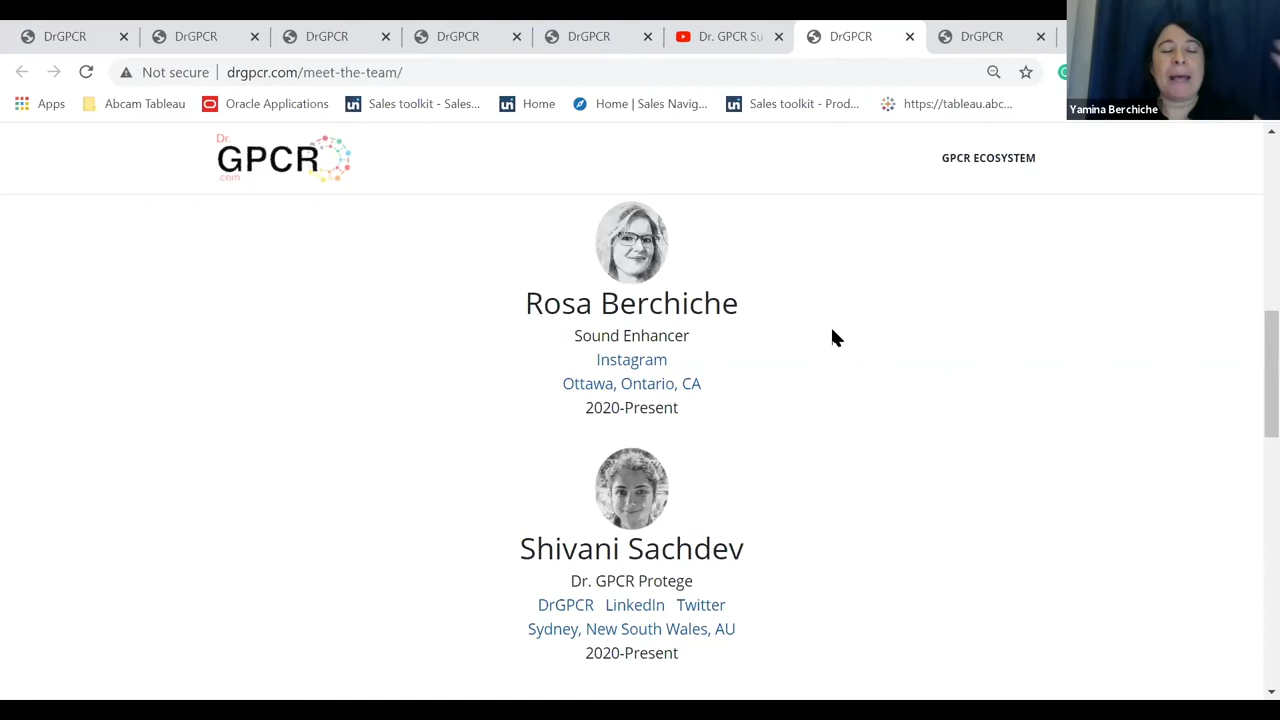 DrGPCR
DrGPCR
DrGPCR
DrGPCR
DrGPCR
Dr. GPCR Su
DrGPCR
DrGPCR
Not secure
drgpcr.com/meet-the-team/
Apps
Abcam Tableau
Oracle Applications
Sales toolkit - Sales...
Home
Home | Sales Navig...
Sales toolkit - Prod...
https://tableau.abc...
Yamina Berchiche
Dr.
GPCR
com
GPCR ECOSYSTEM
Rosa Berchiche
Sound Enhancer
Instagram
Ottawa, Ontario, CA
2020-Present
Shivani Sachdev
Dr. GPCR Protege
DrGPCR LinkedIn Twitter
Sydney, New South Wales, AU
2020-Present